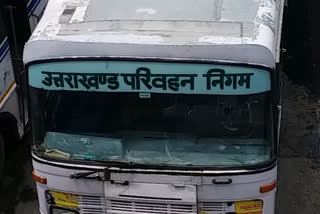 उत्तराखण्ड परिवहन निगम